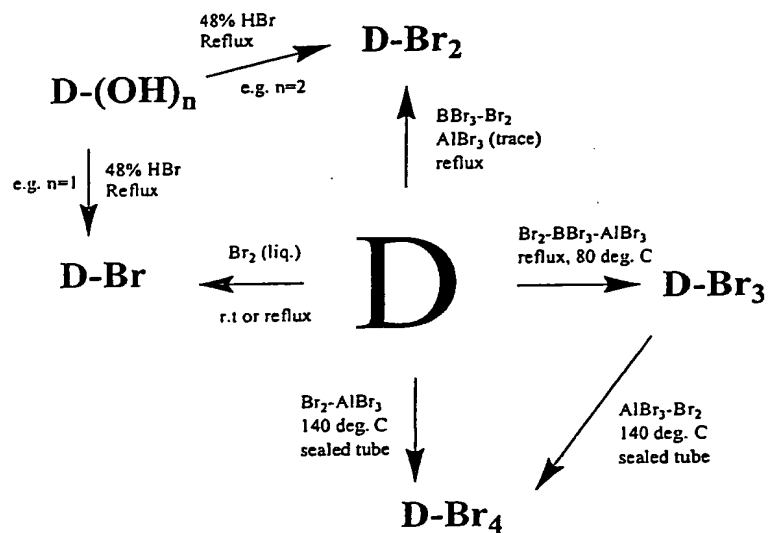 48% HBr
Reflux
D-Br2
D-(OH)n
e.g. n=2
BBr3-Br2
AlBr3 (trace)
reflux
e.g. n=1
48% HBr
Reflux
Br2 (liq.)
D-Br
r.t or reflux
D
Br2-BBr3-AlBr3
reflux, 80 deg. C
D-Br3
Br2-AlBr3
140 deg. C
sealed tube
AlBr3-Br2
140 deg. C
sealed tube
D-Br4